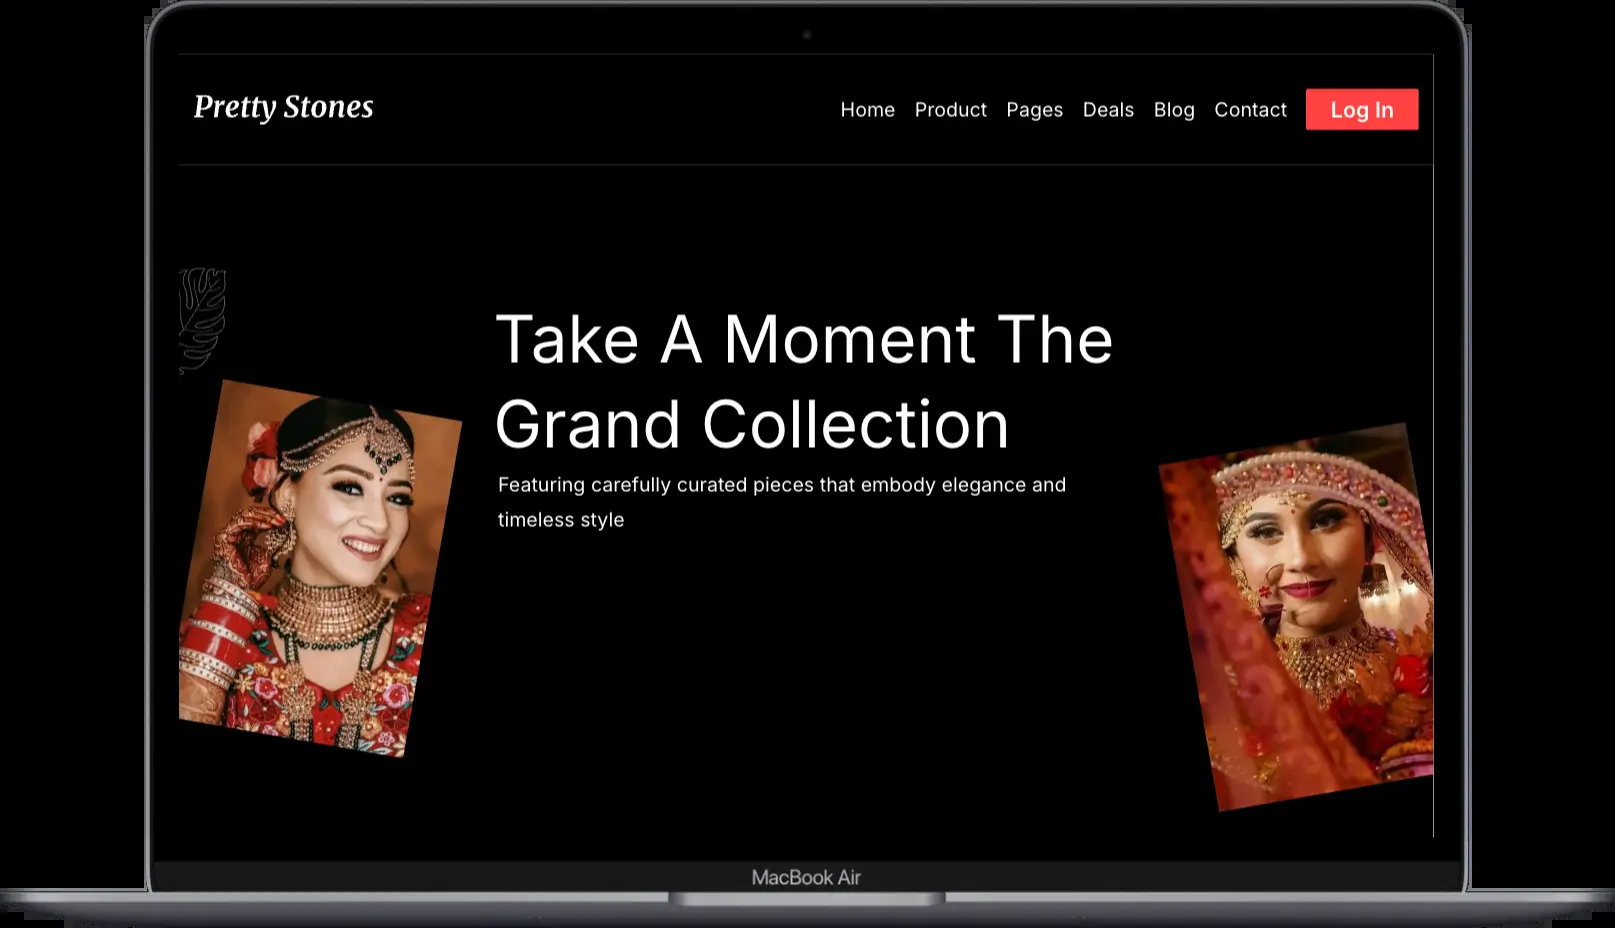 Pretty Stones
Home Product Pages Deals Blog Contact Log In
Take A Moment The
Grand Collection
Featuring carefully curated pieces that embody elegance and
timeless style
MacBook Air